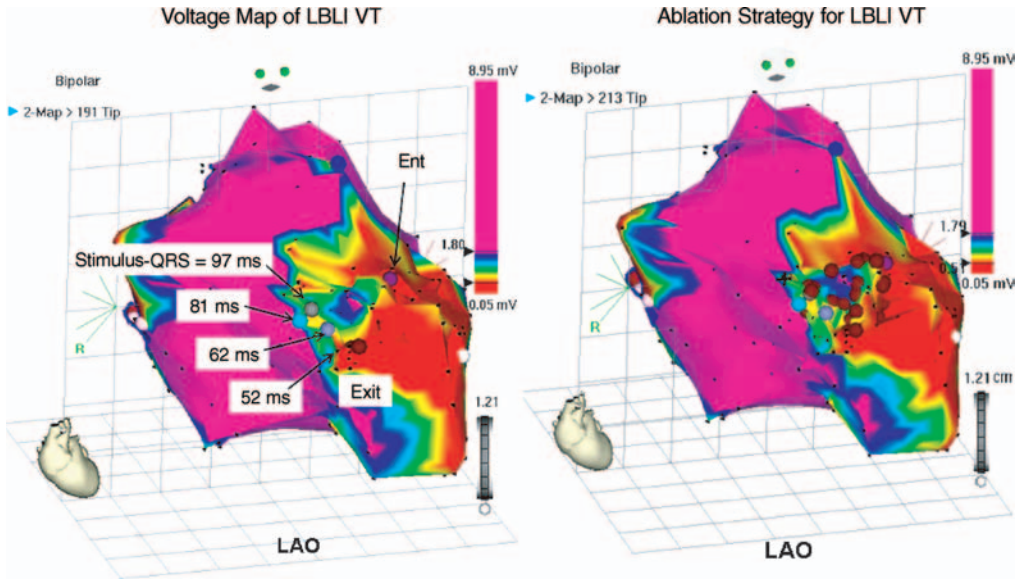 Voltage Map of LBLI VT
Bipolar
2-Map > 191 Tip
8.95 mV
Ent
1.80
0.05 mV
Stimulus-QRS = 97 ms
81 ms
62 ms
52 ms
Exit
R
1.21
LAO
Ablation Strategy for LBLI VT
Bipolar
2-Map > 213 Tip
8.95 mV
1.79
0.51
0.05 mV
R
1.21 cm
LAO